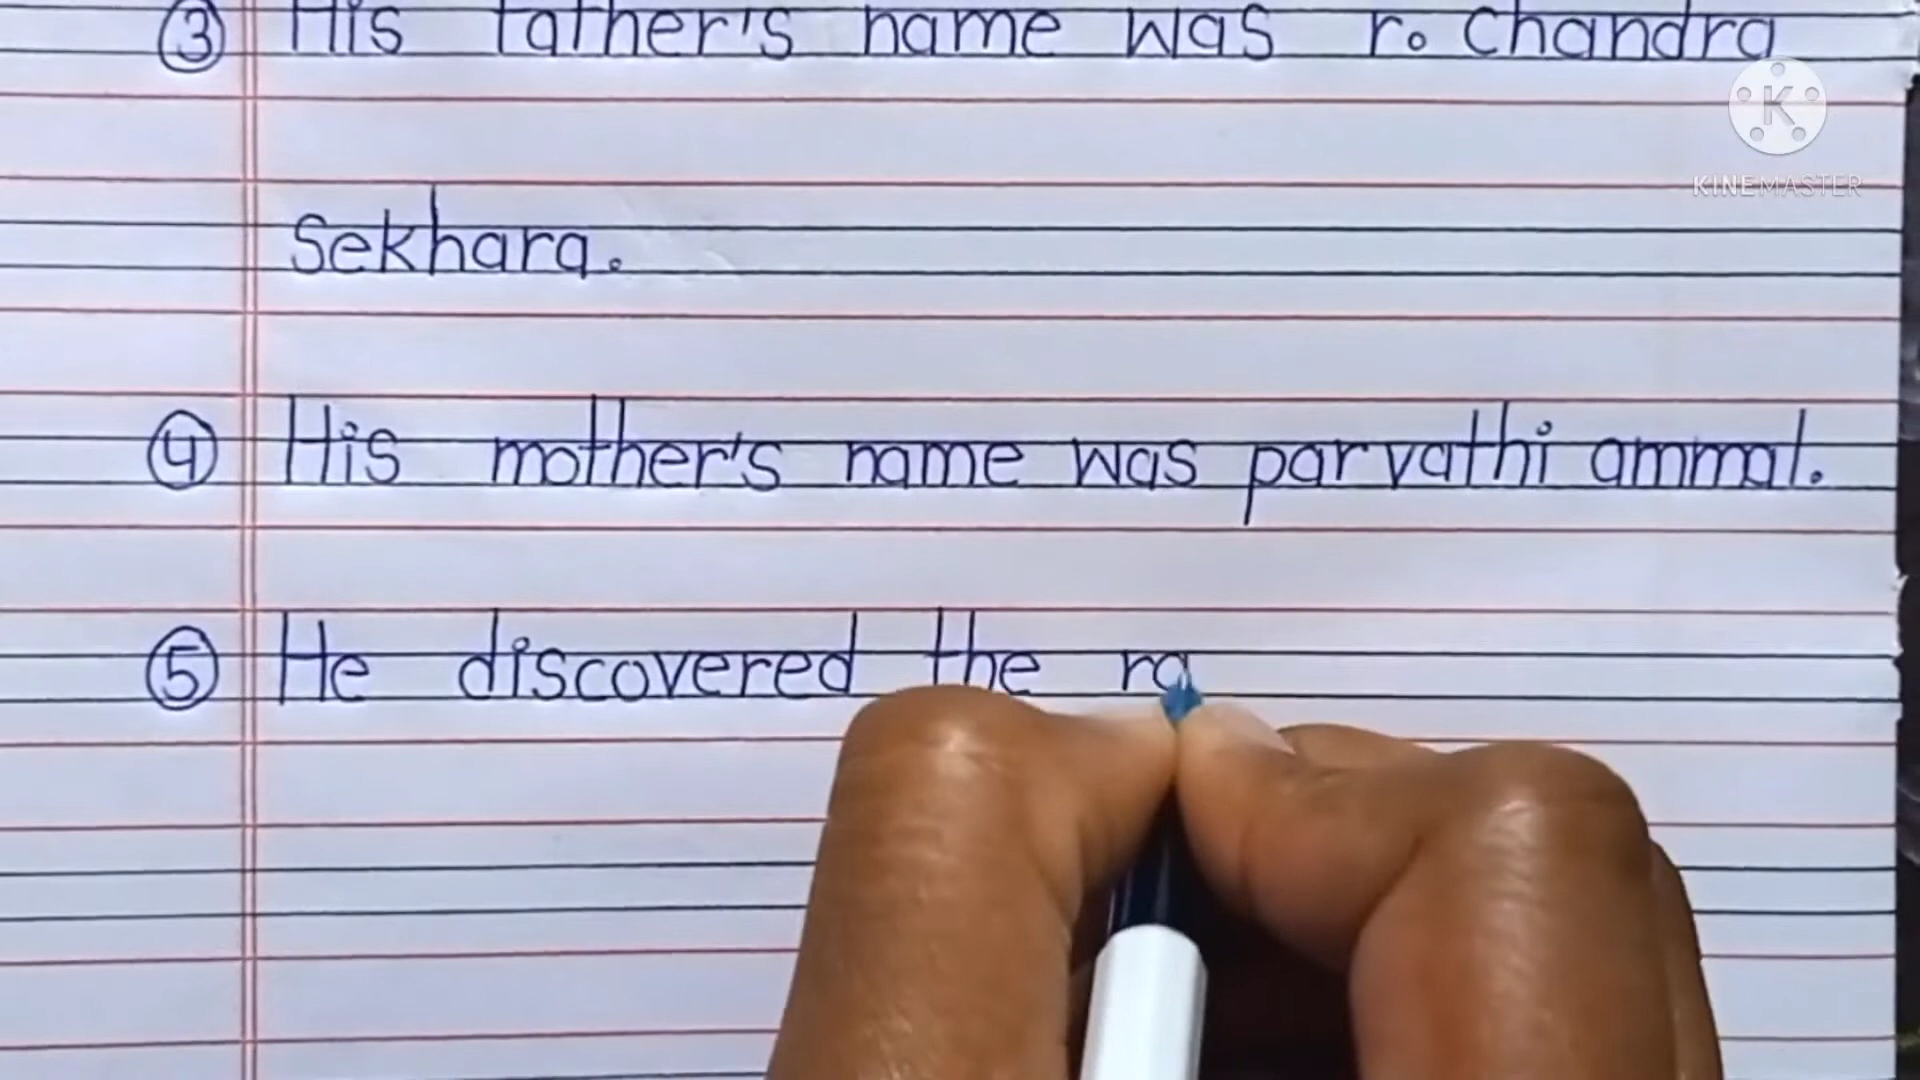 ③ His father's name was r. Chandra
KINEMASTER
Sekhara.
④ His mother's name was parvathi ammal.
⑤ He discovered the ra